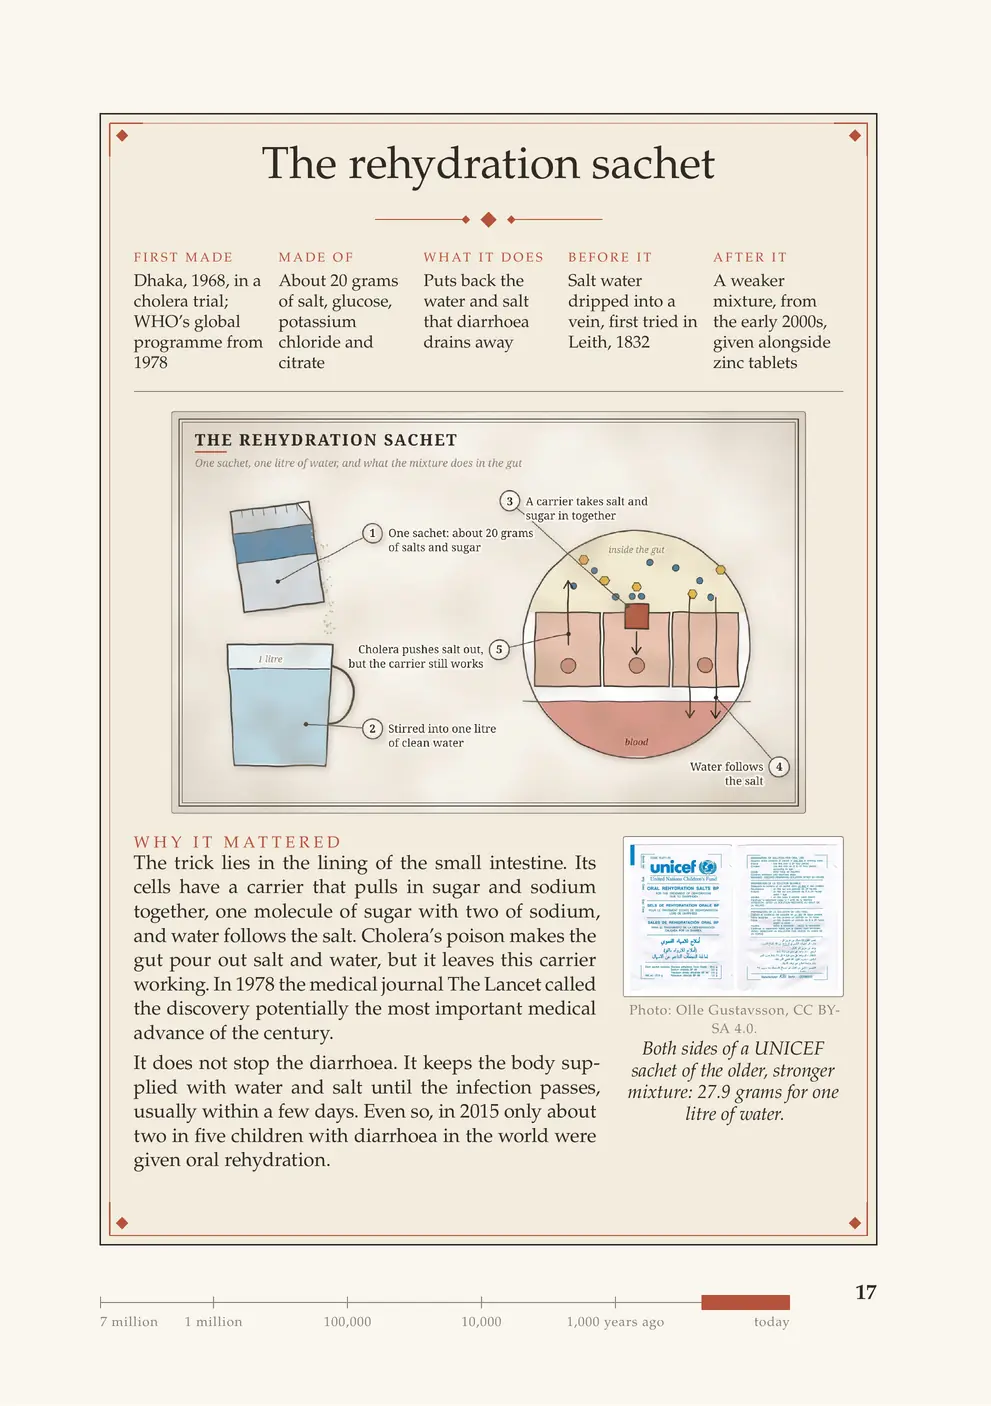 The rehydration sachet
FIRST MADE
Dhaka, 1968, in a
cholera trial;
WHO’s global
programme from
1978
MADE OF
About 20 grams
of salt, glucose,
potassium
chloride and
citrate
WHAT IT DOES
Puts back the
water and salt
that diarrhoea
drains away
BEFORE IT
Salt water
dripped into a
vein, first tried in
Leith, 1832
AFTER IT
A weaker
mixture, from
the early 2000s,
given alongside
zinc tablets
THE REHYDRATION SACHET
One sachet, one litre of water, and what the mixture does in the gut
1 One sachet: about 20 grams
of salts and sugar
3 A carrier takes salt and
sugar in together
inside the gut
1 litre
Cholera pushes salt out, 5
but the carrier still works
2 Stirred into one litre
of clean water
blood
Water follows 4
the salt
WHY IT MATTERED
The trick lies in the lining of the small intestine. Its
cells have a carrier that pulls in sugar and sodium
together, one molecule of sugar with two of sodium,
and water follows the salt. Cholera’s poison makes the
gut pour out salt and water, but it leaves this carrier
working. In 1978 the medical journal The Lancet called
the discovery potentially the most important medical
advance of the century.
It does not stop the diarrhoea. It keeps the body sup-
plied with water and salt until the infection passes,
usually within a few days. Even so, in 2015 only about
two in five children with diarrhoea in the world were
given oral rehydration.
unicef
United Nations Children's Fund
ORAL REHYDRATION SALTS BP
SELS DE REHYDRATATION ORALE BP
SALES DE REHIDRATACION ORAL BP
Photo: Olle Gustavsson, CC BY-
SA 4.0.
Both sides of a UNICEF
sachet of the older, stronger
mixture: 27.9 grams for one
litre of water.
17
7 million
1 million
100,000
10,000
1,000 years ago
today